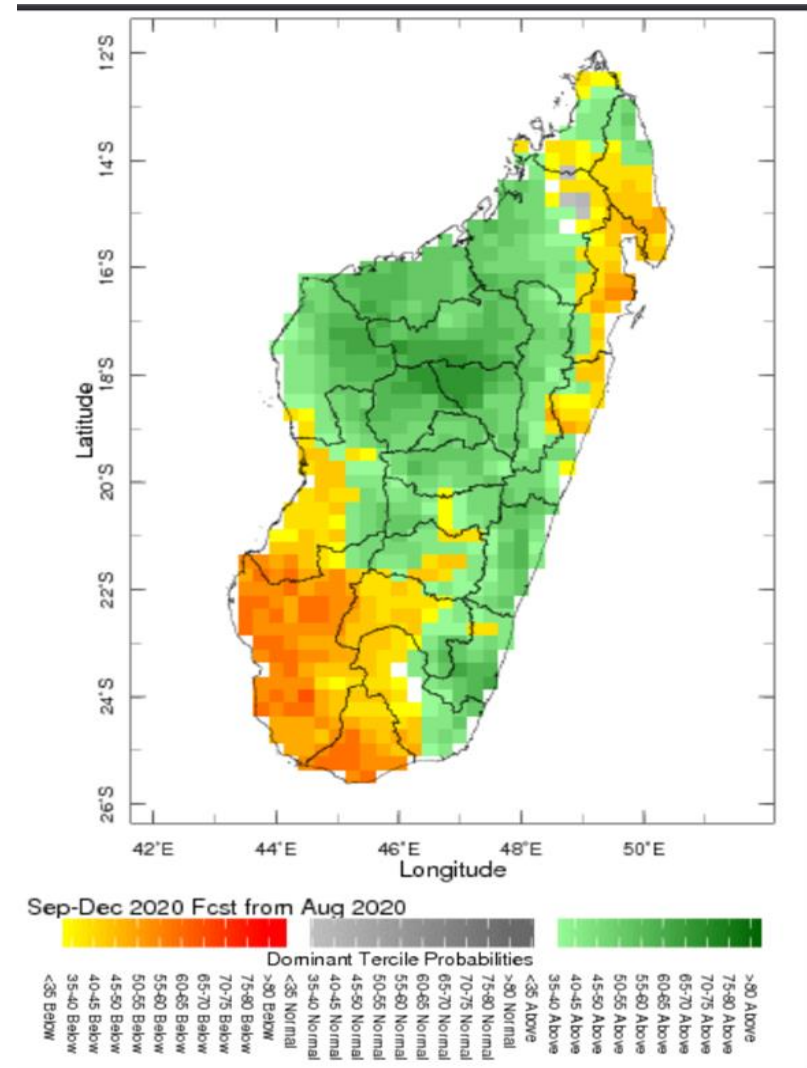 12°S
14°S
16°S
18°S
20°S
22°S
24°S
26°S
Latitude
42°E 44°E 46°E 48°E 50°E
Longitude
Sep-Dec 2020 Fcst from Aug 2020
Dominant Tercile Probabilities
<35 Below
35-40 Below
40-45 Below
45-50 Below
50-55 Below
55-60 Below
60-65 Below
65-70 Below
70-75 Below
75-80 Below
>80 Below
<35 Normal
35-40 Normal
40-45 Normal
45-50 Normal
50-55 Normal
55-60 Normal
60-65 Normal
65-70 Normal
70-75 Normal
75-80 Normal
>80 Normal
<35 Above
35-40 Above
40-45 Above
45-50 Above
50-55 Above
55-60 Above
60-65 Above
65-70 Above
70-75 Above
75-80 Above
>80 Above